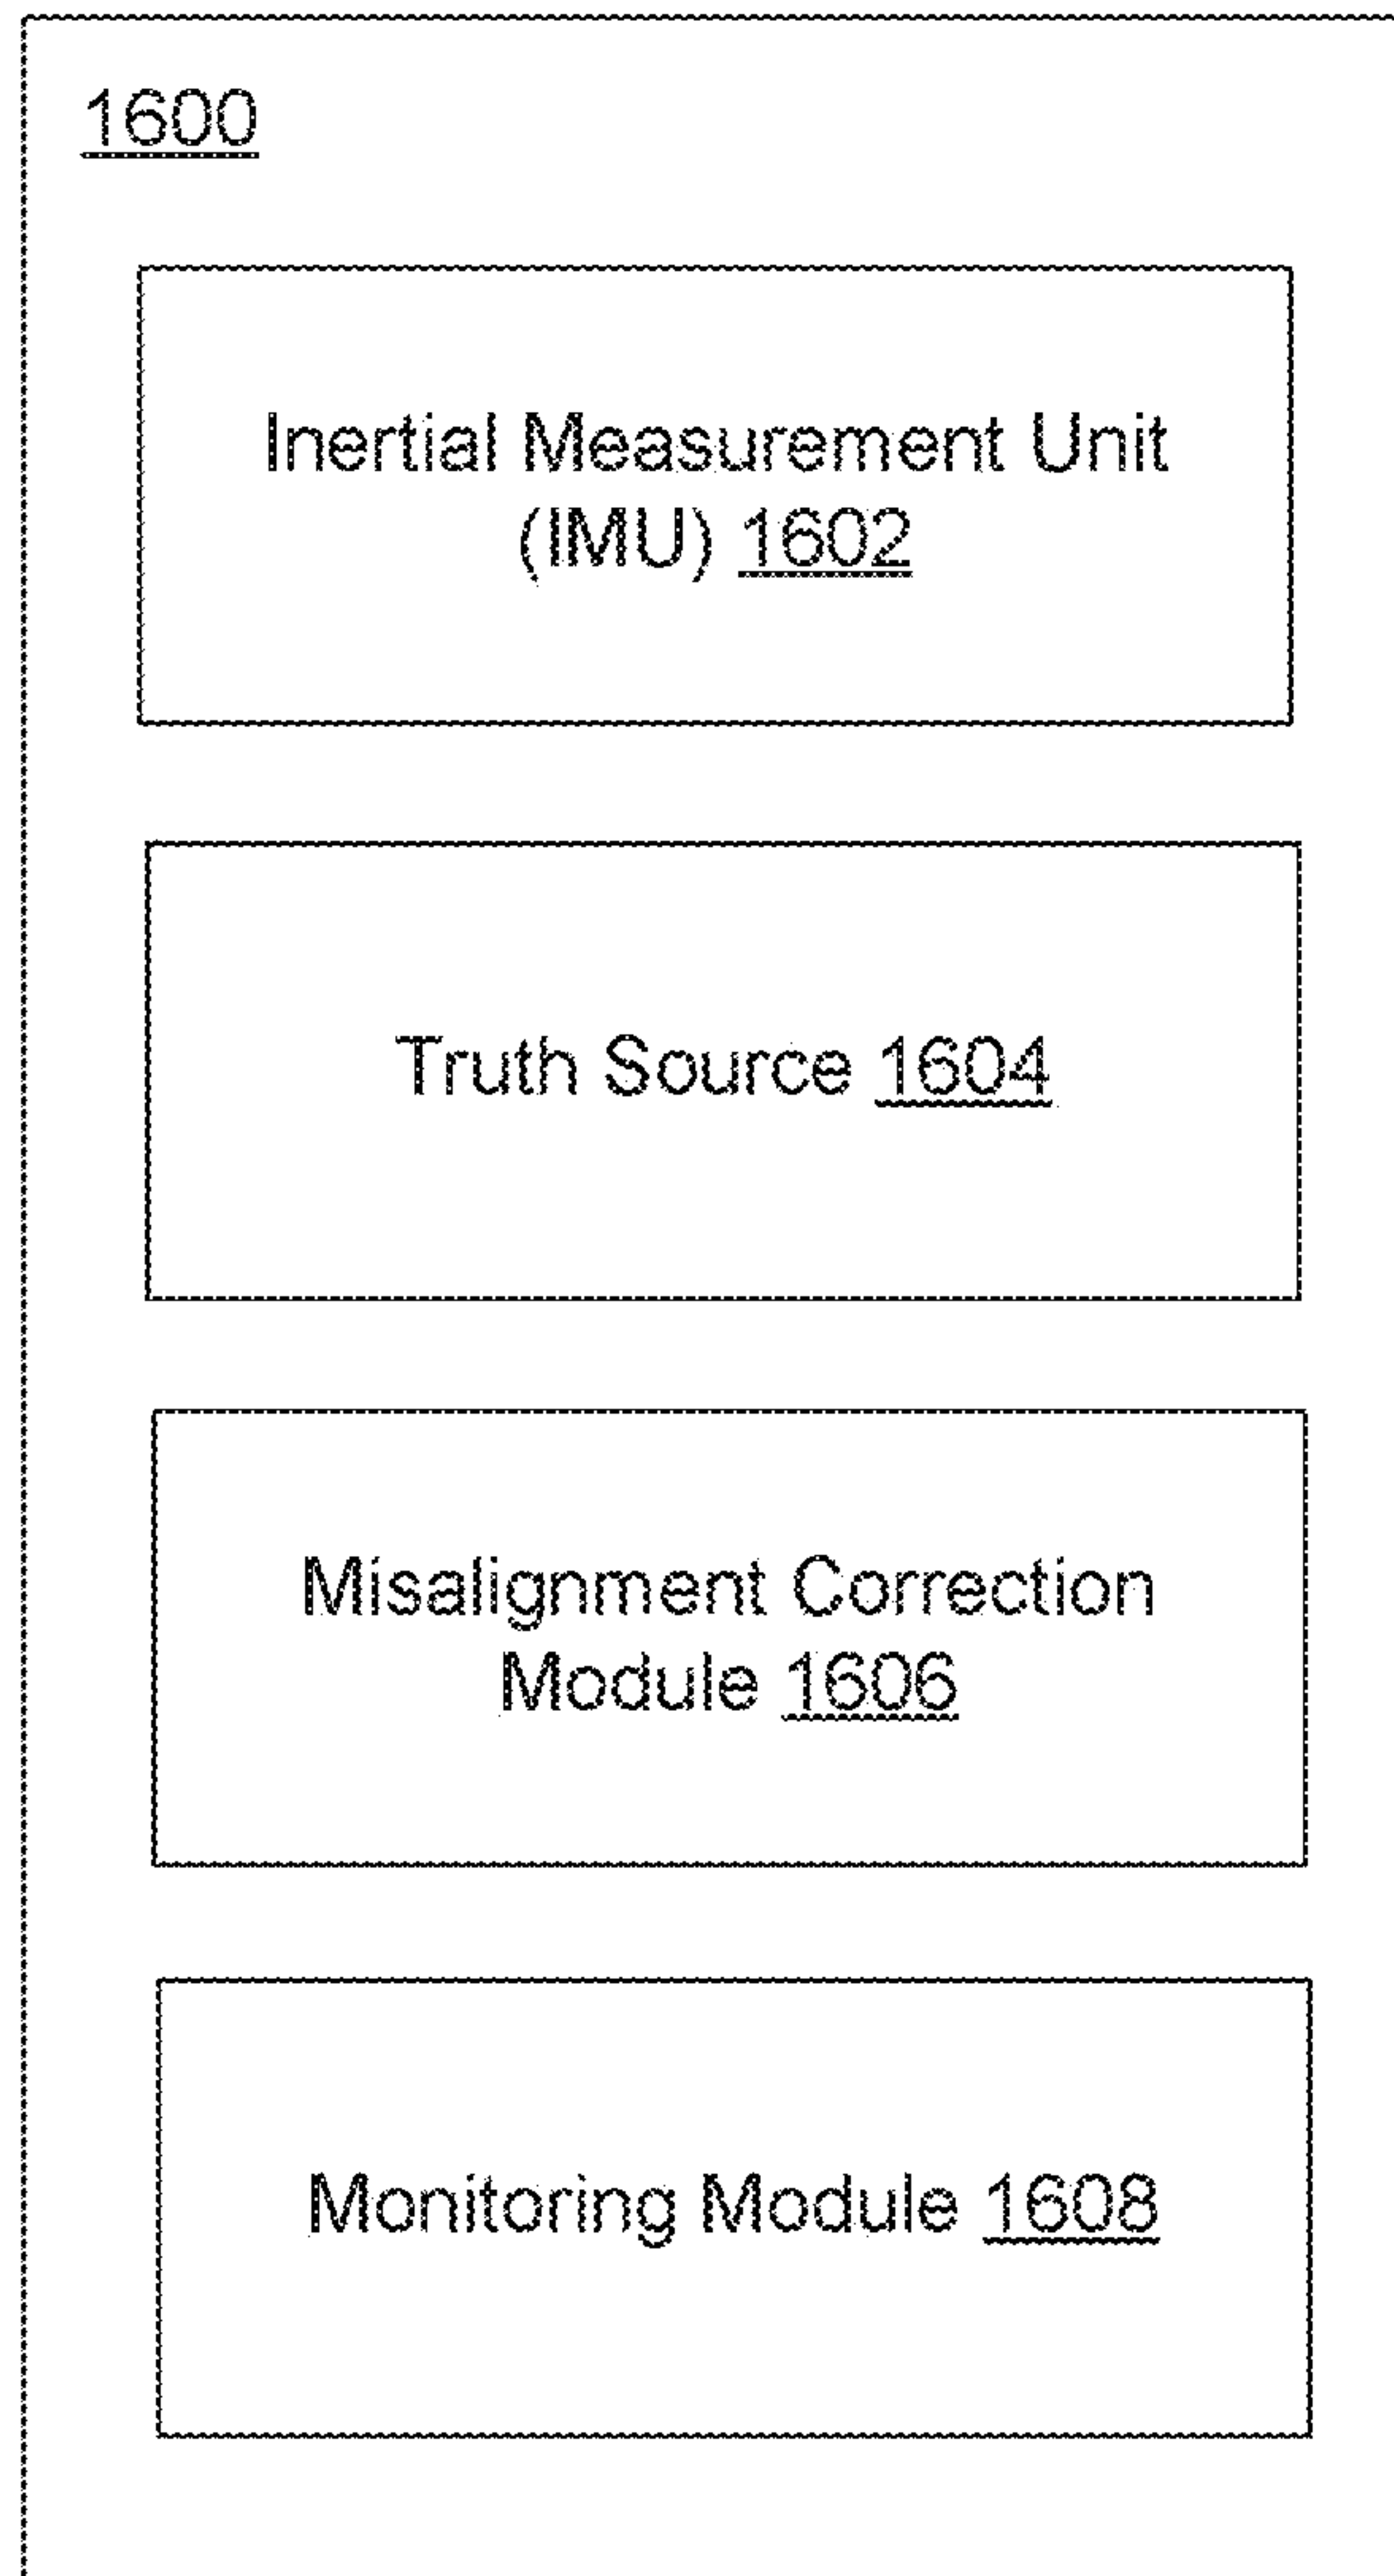 1600
Inertial Measurement Unit
(IMU) 1602
Truth Source 1604
Misalignment Correction
Module 1606
Monitoring Module 1608